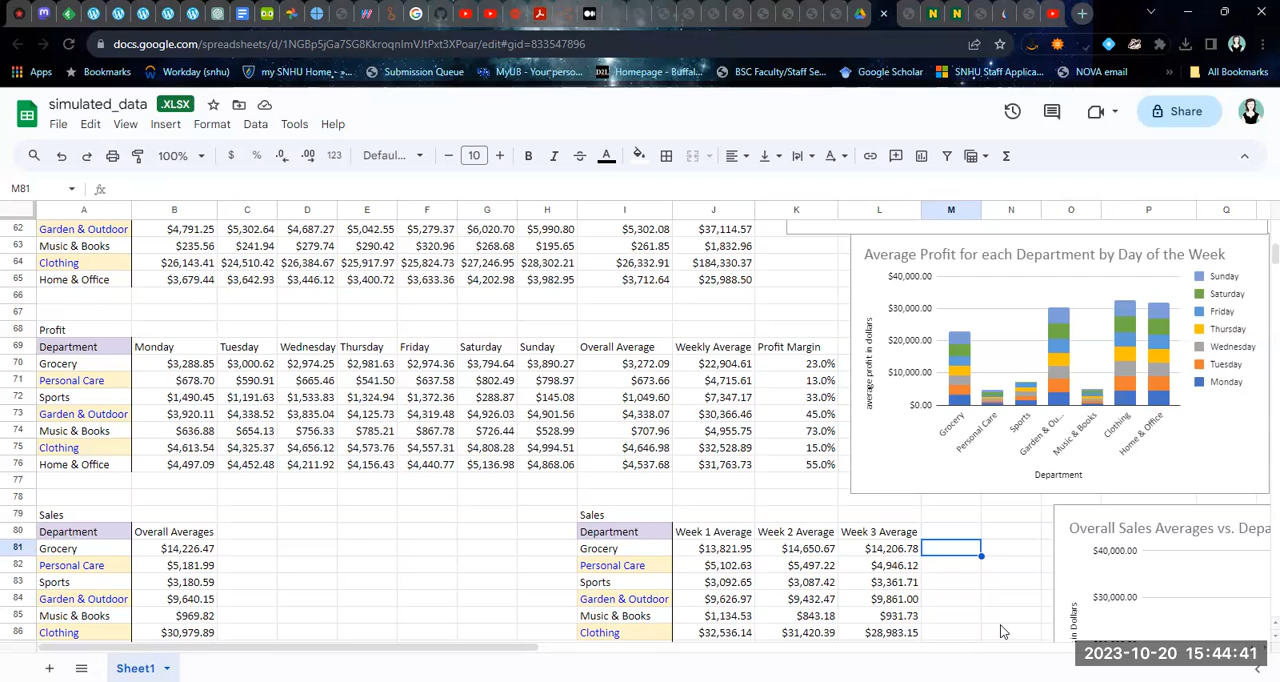 docs.google.com/spreadsheets/d/1NGBp5jGa7SG8KkroqnlmVJtPxt3XPoar/edit#gid=833547896
Apps Bookmarks Workday (snhu) my SNHU Home - ... Submission Queue MyUB - Your perso... Homepage - Buffal... BSC Faculty/Staff Se... Google Scholar SNHU Staff Applica... NOVA email » All Bookmarks
simulated_data .XLSX
File Edit View Insert Format Data Tools Help
Share
100% $ % .0 .00 123 Defaul... 10 B I A
M81 fx
A B C D E F G H I J K L M N O P Q
62 Garden & Outdoor $4,791.25 $5,302.64 $4,687.27 $5,042.55 $5,279.37 $6,020.70 $5,990.80 $5,302.08 $37,114.57
63 Music & Books $235.56 $241.94 $279.74 $290.42 $320.96 $268.68 $195.65 $261.85 $1,832.96
64 Clothing $26,143.41 $24,510.42 $26,384.67 $25,917.97 $25,824.73 $27,246.95 $28,302.21 $26,332.91 $184,330.37
65 Home & Office $3,679.44 $3,642.93 $3,446.12 $3,400.72 $3,633.36 $4,202.98 $3,982.95 $3,712.64 $25,988.50
66
67
68 Profit
69 Department Monday Tuesday Wednesday Thursday Friday Saturday Sunday Overall Average Weekly Average Profit Margin
70 Grocery $3,288.85 $3,000.62 $2,974.25 $2,981.63 $2,974.36 $3,794.64 $3,890.27 $3,272.09 $22,904.61 23.0%
71 Personal Care $678.70 $590.91 $665.46 $541.50 $637.58 $802.49 $798.97 $673.66 $4,715.61 13.0%
72 Sports $1,490.45 $1,191.63 $1,533.83 $1,324.94 $1,372.38 $288.85 $145.08 $1,049.60 $7,347.17 33.0%
73 Garden & Outdoor $3,920.11 $4,338.52 $3,835.04 $4,125.72 $4,319.48 $4,926.03 $4,901.56 $4,338.07 $30,366.46 45.0%
74 Music & Books $636.88 $654.13 $756.33 $785.21 $867.78 $726.44 $528.99 $707.96 $4,955.75 73.0%
75 Clothing $4,613.54 $4,325.37 $4,656.12 $4,573.76 $4,557.31 $4,808.28 $4,994.51 $4,646.98 $32,528.89 15.0%
76 Home & Office $4,497.09 $4,452.48 $4,211.92 $4,156.43 $4,440.77 $5,136.98 $4,868.06 $4,537.68 $31,763.73 55.0%
77
78
79 Sales Sales
80 Department Overall Averages Department Week 1 Average Week 2 Average Week 3 Average
81 Grocery $14,226.47 Grocery $13,821.95 $14,650.67 $14,206.78
82 Personal Care $5,181.99 Personal Care $5,102.63 $5,497.22 $4,946.12
83 Sports $3,180.59 Sports $3,092.65 $3,087.42 $3,361.71
84 Garden & Outdoor $9,640.15 Garden & Outdoor $9,626.97 $9,432.47 $9,861.00
85 Music & Books $969.82 Music & Books $1,134.53 $843.18 $931.73
86 Clothing $30,979.89 Clothing $32,536.14 $31,420.39 $28,983.15
Average Profit for each Department by Day of the Week
average profit in dollars
$40,000.00
$30,000.00
$20,000.00
$10,000.00
$0.00
Grocery
Personal Care
Sports
Garden & Ou...
Music & Books
Clothing
Home & Office
Department
Sunday
Saturday
Friday
Thursday
Wednesday
Tuesday
Monday
Overall Sales Averages vs. Depa
$40,000.00
$30,000.00
in Dollars
Sheet1
2023-10-20 15:44:41